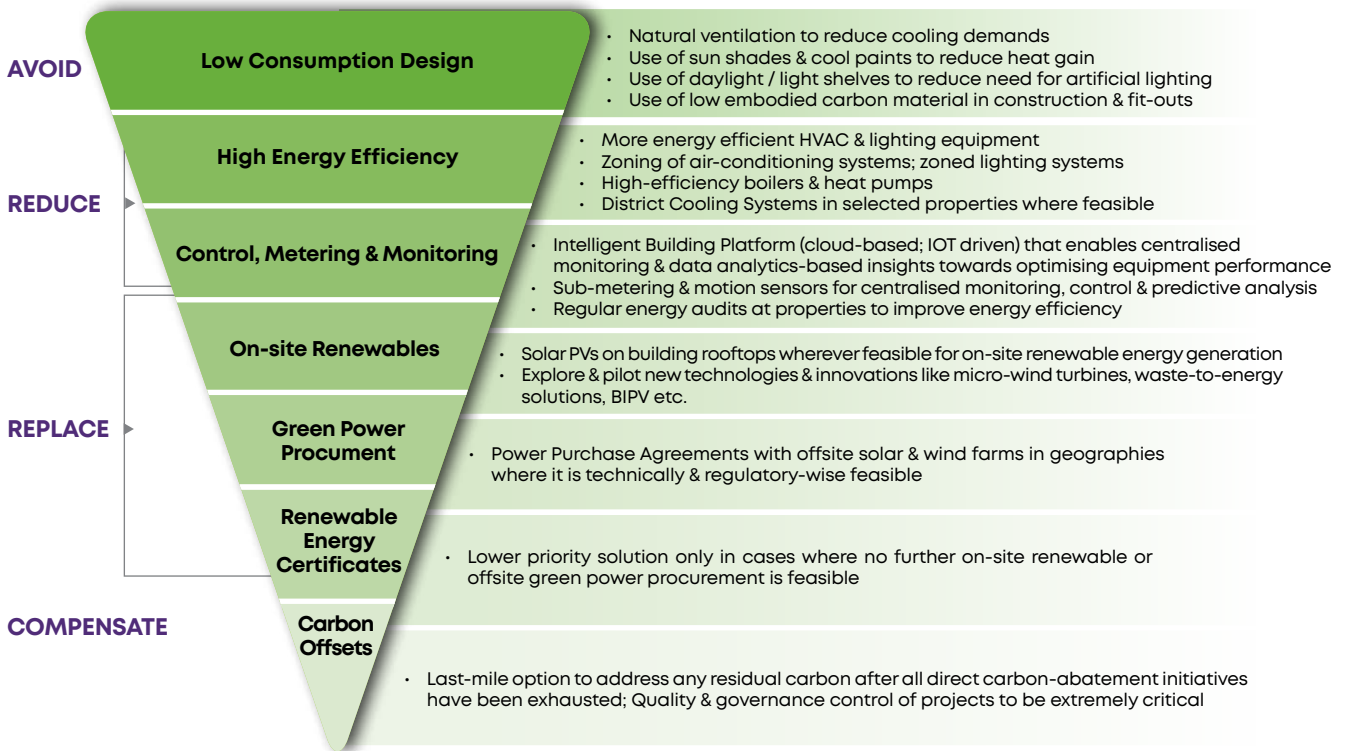 AVOID
Low Consumption Design
• Natural ventilation to reduce cooling demands
• Use of sun shades & cool paints to reduce heat gain
• Use of daylight / light shelves to reduce need for artificial lighting
• Use of low embodied carbon material in construction & fit-outs
REDUCE
High Energy Efficiency
• More energy efficient HVAC & lighting equipment
• Zoning of air-conditioning systems; zoned lighting systems
• High-efficiency boilers & heat pumps
• District Cooling Systems in selected properties where feasible
Control, Metering & Monitoring
• Intelligent Building Platform (cloud-based; IOT driven) that enables centralised
monitoring & data analytics-based insights towards optimising equipment performance
• Sub-metering & motion sensors for centralised monitoring, control & predictive analysis
• Regular energy audits at properties to improve energy efficiency
REPLACE
On-site Renewables
• Solar PVs on building rooftops wherever feasible for on-site renewable energy generation
• Explore & pilot new technologies & innovations like micro-wind turbines, waste-to-energy
solutions, BIPV etc.
Green Power
Procument
• Power Purchase Agreements with offsite solar & wind farms in geographies
where it is technically & regulatory-wise feasible
Renewable
Energy
Certificates
• Lower priority solution only in cases where no further on-site renewable or
offsite green power procurement is feasible
COMPENSATE
Carbon
Offsets
• Last-mile option to address any residual carbon after all direct carbon-abatement initiatives
have been exhausted; Quality & governance control of projects to be extremely critical